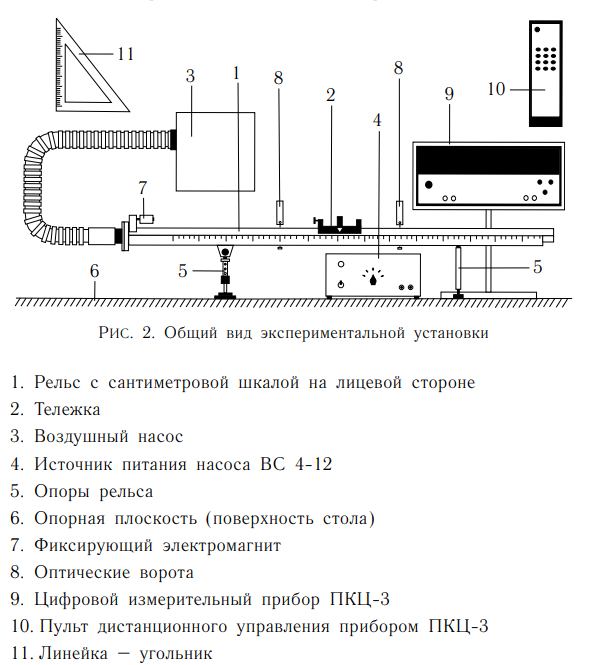 11
3
1
8
2
8
4
9
10
7
5
5
6
Рис. 2. Общий вид экспериментальной установки
1. Рельс с сантиметровой шкалой на лицевой стороне
2. Тележка
3. Воздушный насос
4. Источник питания насоса ВС 4-12
5. Опоры рельса
6. Опорная плоскость (поверхность стола)
7. Фиксирующий электромагнит
8. Оптические ворота
9. Цифровой измерительный прибор ПКЦ-3
10. Пульт дистанционного управления прибором ПКЦ-3
11. Линейка – угольник